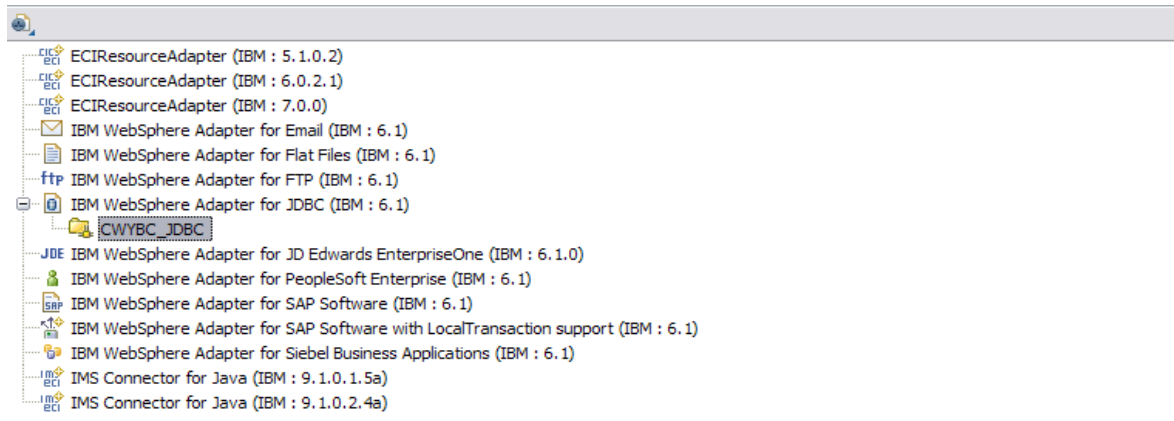 ECIResourceAdapter (IBM : 5.1.0.2)
ECIResourceAdapter (IBM : 6.0.2.1)
ECIResourceAdapter (IBM : 7.0.0)
IBM WebSphere Adapter for Email (IBM : 6.1)
IBM WebSphere Adapter for Flat Files (IBM : 6.1)
ftp IBM WebSphere Adapter for FTP (IBM : 6.1)
IBM WebSphere Adapter for JDBC (IBM : 6.1)
CWYBC_JDBC
JDE IBM WebSphere Adapter for JD Edwards EnterpriseOne (IBM : 6.1.0)
IBM WebSphere Adapter for PeopleSoft Enterprise (IBM : 6.1)
SAP IBM WebSphere Adapter for SAP Software (IBM : 6.1)
IBM WebSphere Adapter for SAP Software with LocalTransaction support (IBM : 6.1)
IBM WebSphere Adapter for Siebel Business Applications (IBM : 6.1)
IMS Connector for Java (IBM : 9.1.0.1.5a)
IMS Connector for Java (IBM : 9.1.0.2.4a)